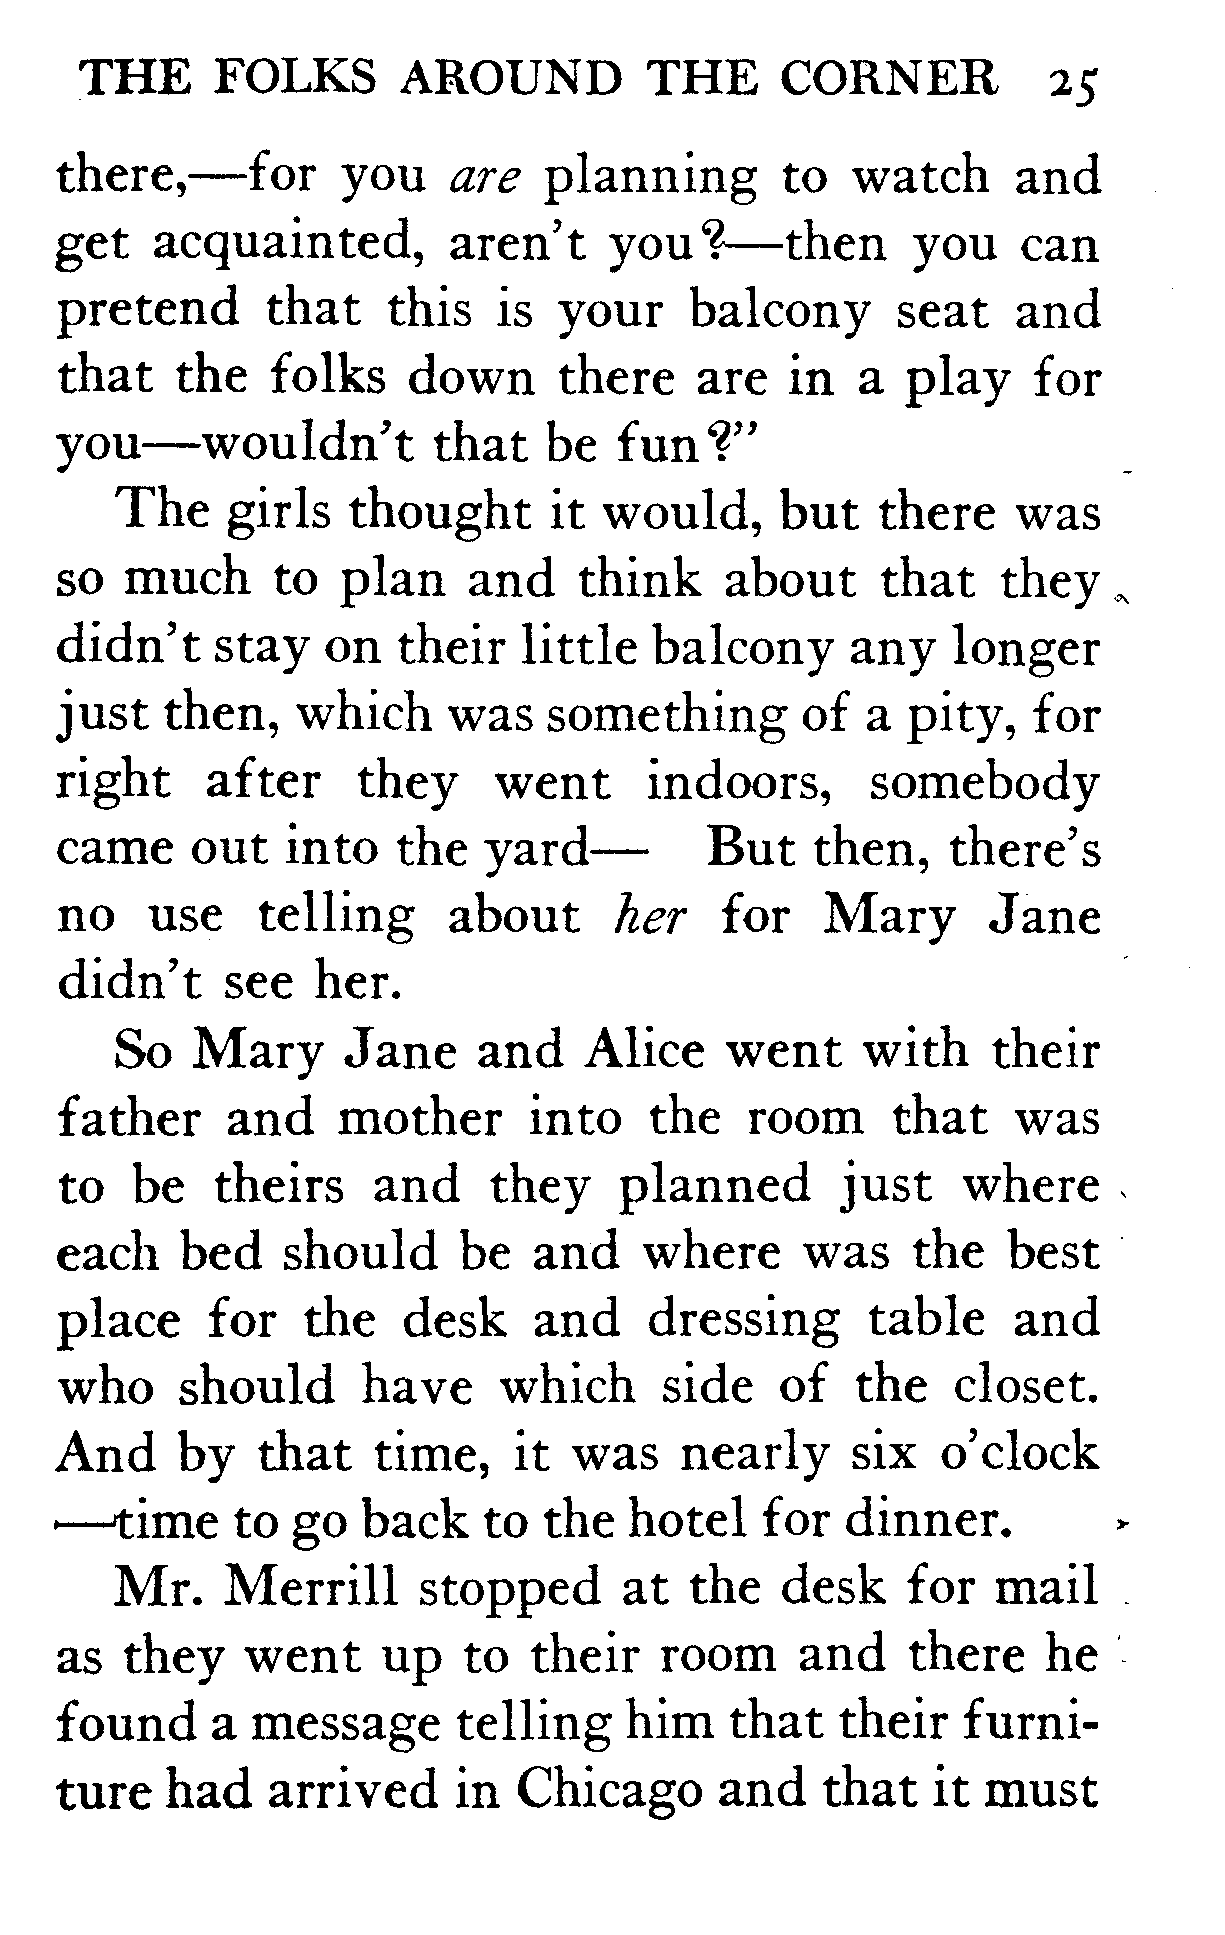 THE FOLKS AROUND THE CORNER 25
there,—for you are planning to watch and
get acquainted, aren't you?—then you can
pretend that this is your balcony seat and
that the folks down there are in a play for
you—wouldn't that be fun?"
The girls thought it would, but there was
so much to plan and think about that they
didn't stay on their little balcony any longer
just then, which was something of a pity, for
right after they went indoors, somebody
came out into the yard— But then, there's
no use telling about her for Mary Jane
didn't see her.
So Mary Jane and Alice went with their
father and mother into the room that was
to be theirs and they planned just where
each bed should be and where was the best
place for the desk and dressing table and
who should have which side of the closet.
And by that time, it was nearly six o'clock
—time to go back to the hotel for dinner.
Mr. Merrill stopped at the desk for mail
as they went up to their room and there he
found a message telling him that their furni-
ture had arrived in Chicago and that it must